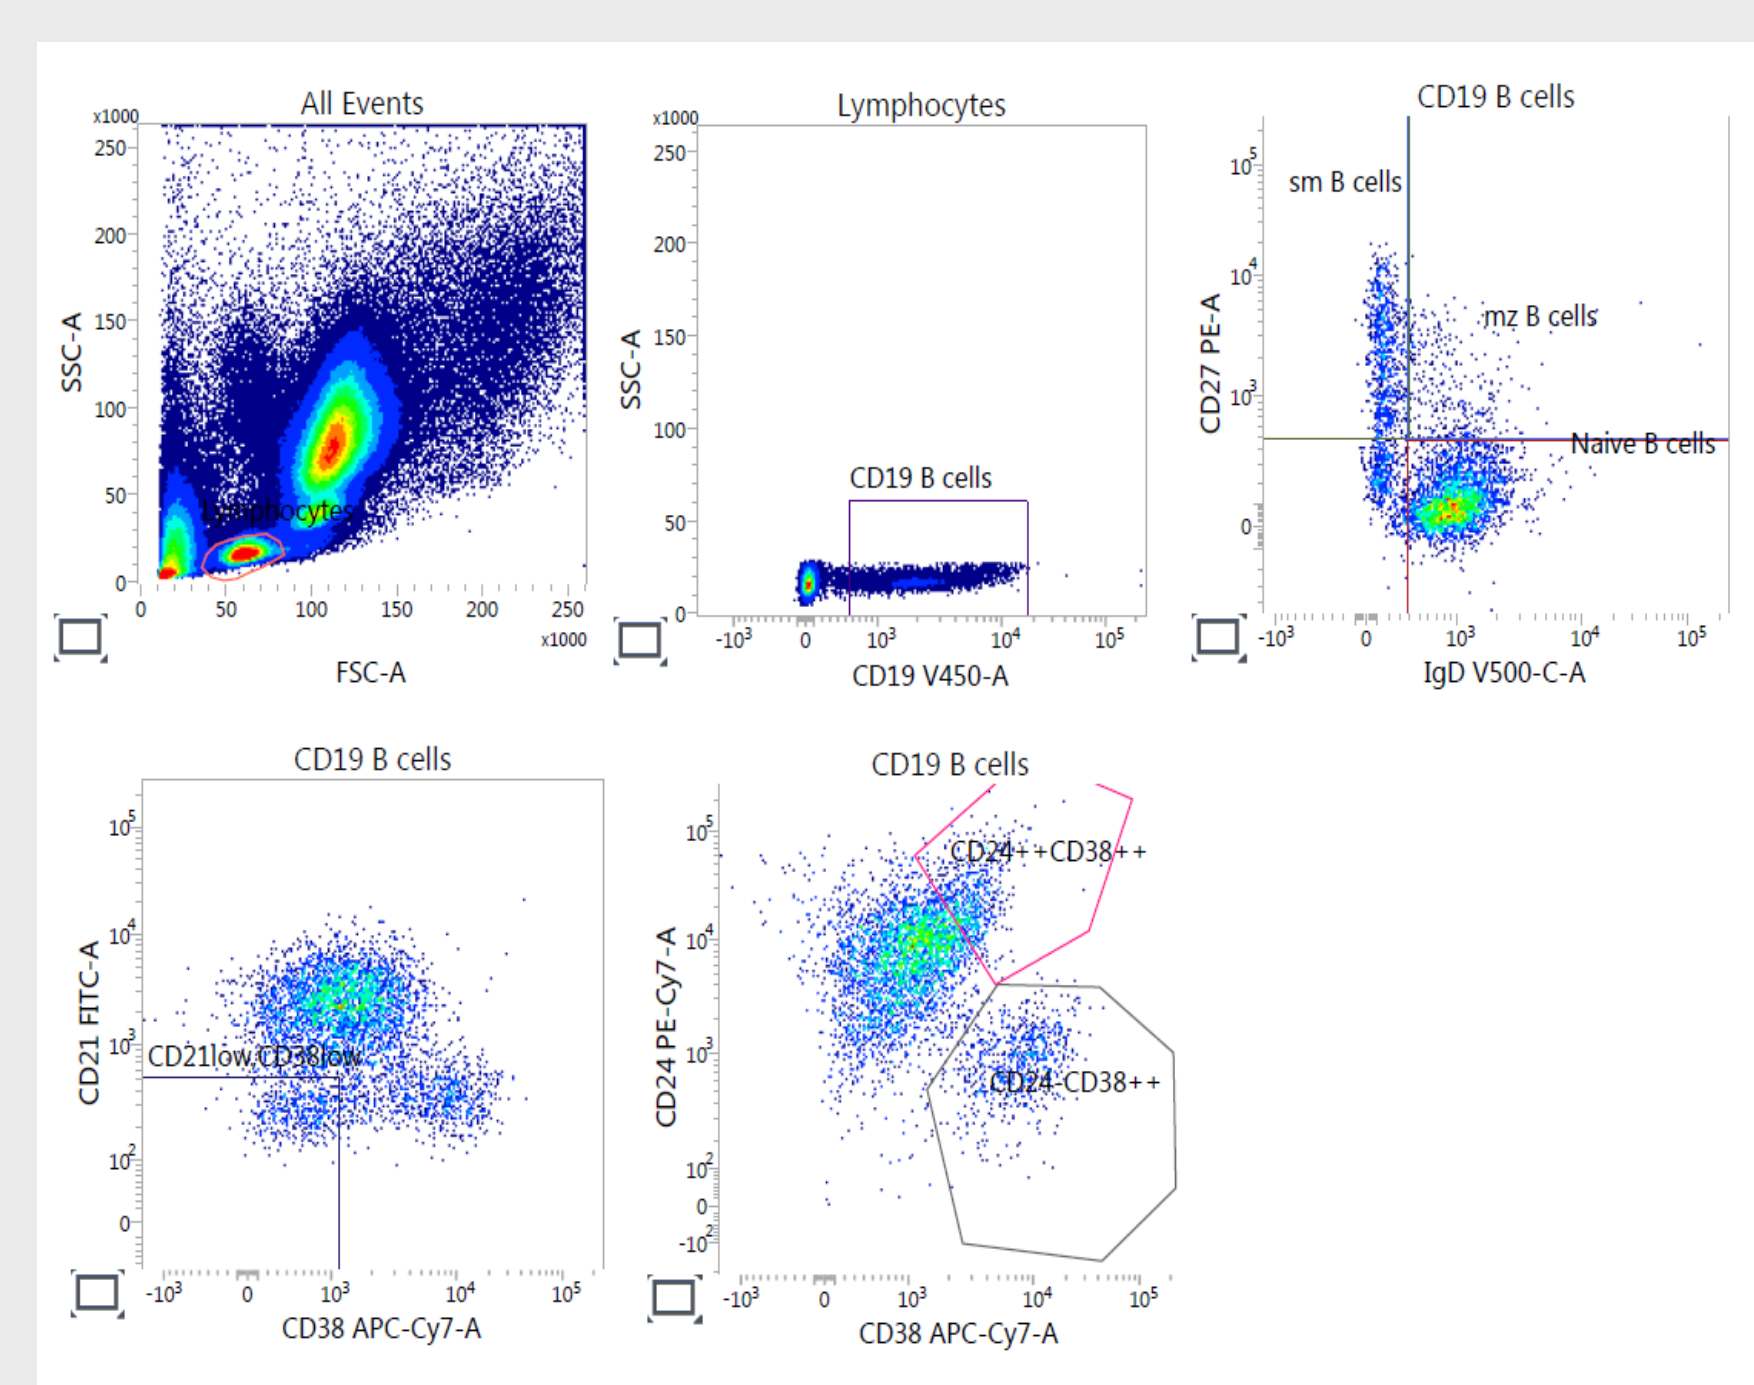 All Events
x1000
250
200
150
100
50
0
SSC-A
Lymphocytes
0 50 100 150 200 250
x1000
FSC-A
Lymphocytes
x1000
250
200
150
100
50
0
SSC-A
CD19 B cells
-10³ 0 10³ 10⁴ 10⁵
CD19 V450-A
CD19 B cells
10⁵
10⁴
10³
0
CD27 PE-A
sm B cells
mz B cells
Naive B cells
-10³ 0 10³ 10⁴ 10⁵
IgD V500-C-A
CD19 B cells
10⁵
10⁴
10³
10²
0
CD21 FITC-A
CD21low,CD38low
-10³ 0 10³ 10⁴ 10⁵
CD38 APC-Cy7-A
CD19 B cells
10⁵
10⁴
10³
10²
0
-10²
CD24 PE-Cy7-A
CD24++CD38++
CD24-CD38++
-10³ 0 10³ 10⁴ 10⁵
CD38 APC-Cy7-A